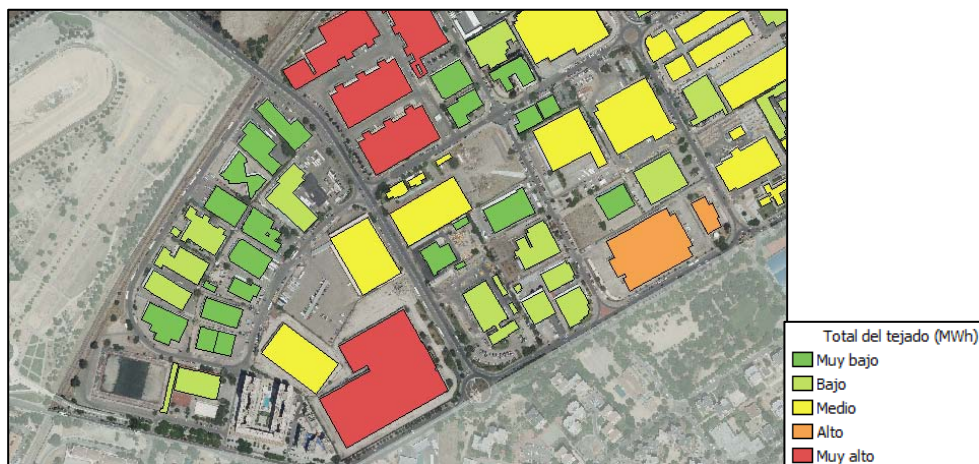 Total del tejado (MWh)
Muy bajo
Bajo
Medio
Alto
Muy alto